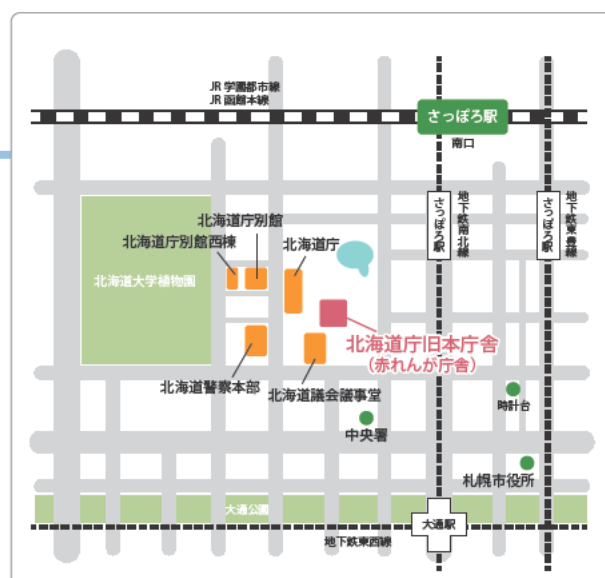 JR 学園都市線
JR 函館本線
さっぽろ駅
南口
さっぽろ駅
地下鉄南北線
さっぽろ駅
地下鉄東豊線
北海道庁別館
北海道庁別館西棟
北海道庁
北海道大学植物園
北海道庁旧本庁舎
（赤れんが庁舎）
北海道警察本部
北海道議会議事堂
時計台
中央署
札幌市役所
大通公園
大通駅
地下鉄東西線